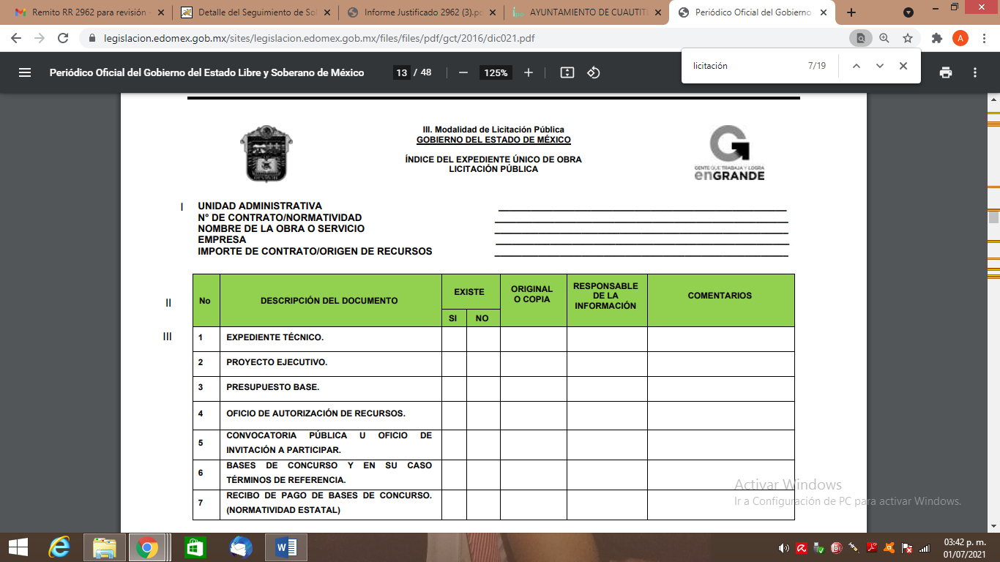 Remito RR 2962 para revisión
Detalle del Seguimiento de Sol
Informe Justificado 2962 (3).pd
AYUNTAMIENTO DE CUAUTITL
Periódico Oficial del Gobierno
legislacion.edomex.gob.mx/sites/legislacion.edomex.gob.mx/files/files/pdf/gct/2016/dic021.pdf
A
Periódico Oficial del Gobierno del Estado Libre y Soberano de México
13 / 48
125%
licitación
7/19
III. Modalidad de Licitación Pública
GOBIERNO DEL ESTADO DE MÉXICO
ÍNDICE DEL EXPEDIENTE ÚNICO DE OBRA
LICITACIÓN PÚBLICA
GENTE QUE TRABAJA Y LOGRA
enGRANDE
I
UNIDAD ADMINISTRATIVA
N° DE CONTRATO/NORMATIVIDAD
NOMBRE DE LA OBRA O SERVICIO
EMPRESA
IMPORTE DE CONTRATO/ORIGEN DE RECURSOS
II
No
DESCRIPCIÓN DEL DOCUMENTO
EXISTE
SI
NO
ORIGINAL
O COPIA
RESPONSABLE
DE LA
INFORMACIÓN
COMENTARIOS
III
1
EXPEDIENTE TÉCNICO.
2
PROYECTO EJECUTIVO.
3
PRESUPUESTO BASE.
4
OFICIO DE AUTORIZACIÓN DE RECURSOS.
5
CONVOCATORIA PÚBLICA U OFICIO DE
INVITACIÓN A PARTICIPAR.
6
BASES DE CONCURSO Y EN SU CASO
TÉRMINOS DE REFERENCIA.
7
RECIBO DE PAGO DE BASES DE CONCURSO.
(NORMATIVIDAD ESTATAL)
Activar Windows
Ir a Configuración de PC para activar Windows.
03:42 p. m.
01/07/2021